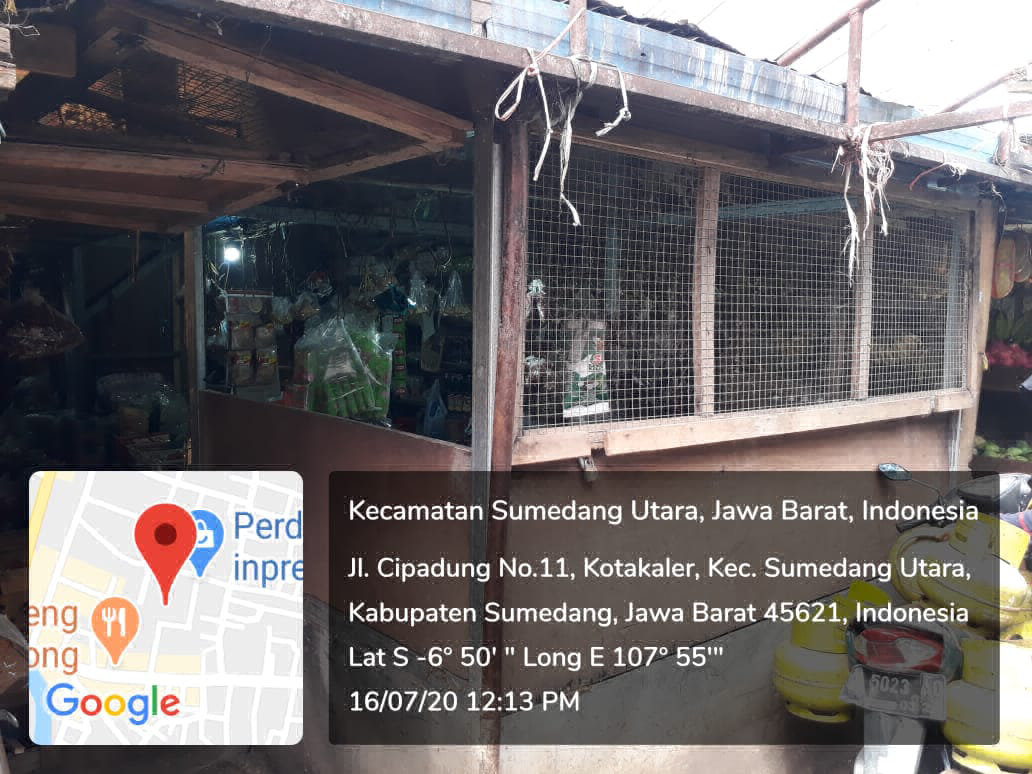 Kecamatan Sumedang Utara, Jawa Barat, Indonesia
Jl. Cipadung No.11, Kotakaler, Kec. Sumedang Utara,
Kabupaten Sumedang, Jawa Barat 45621, Indonesia
Lat S -6° 50' " Long E 107° 55'"
16/07/20 12:13 PM
Perd
inpre
eng
ong
Google
5023